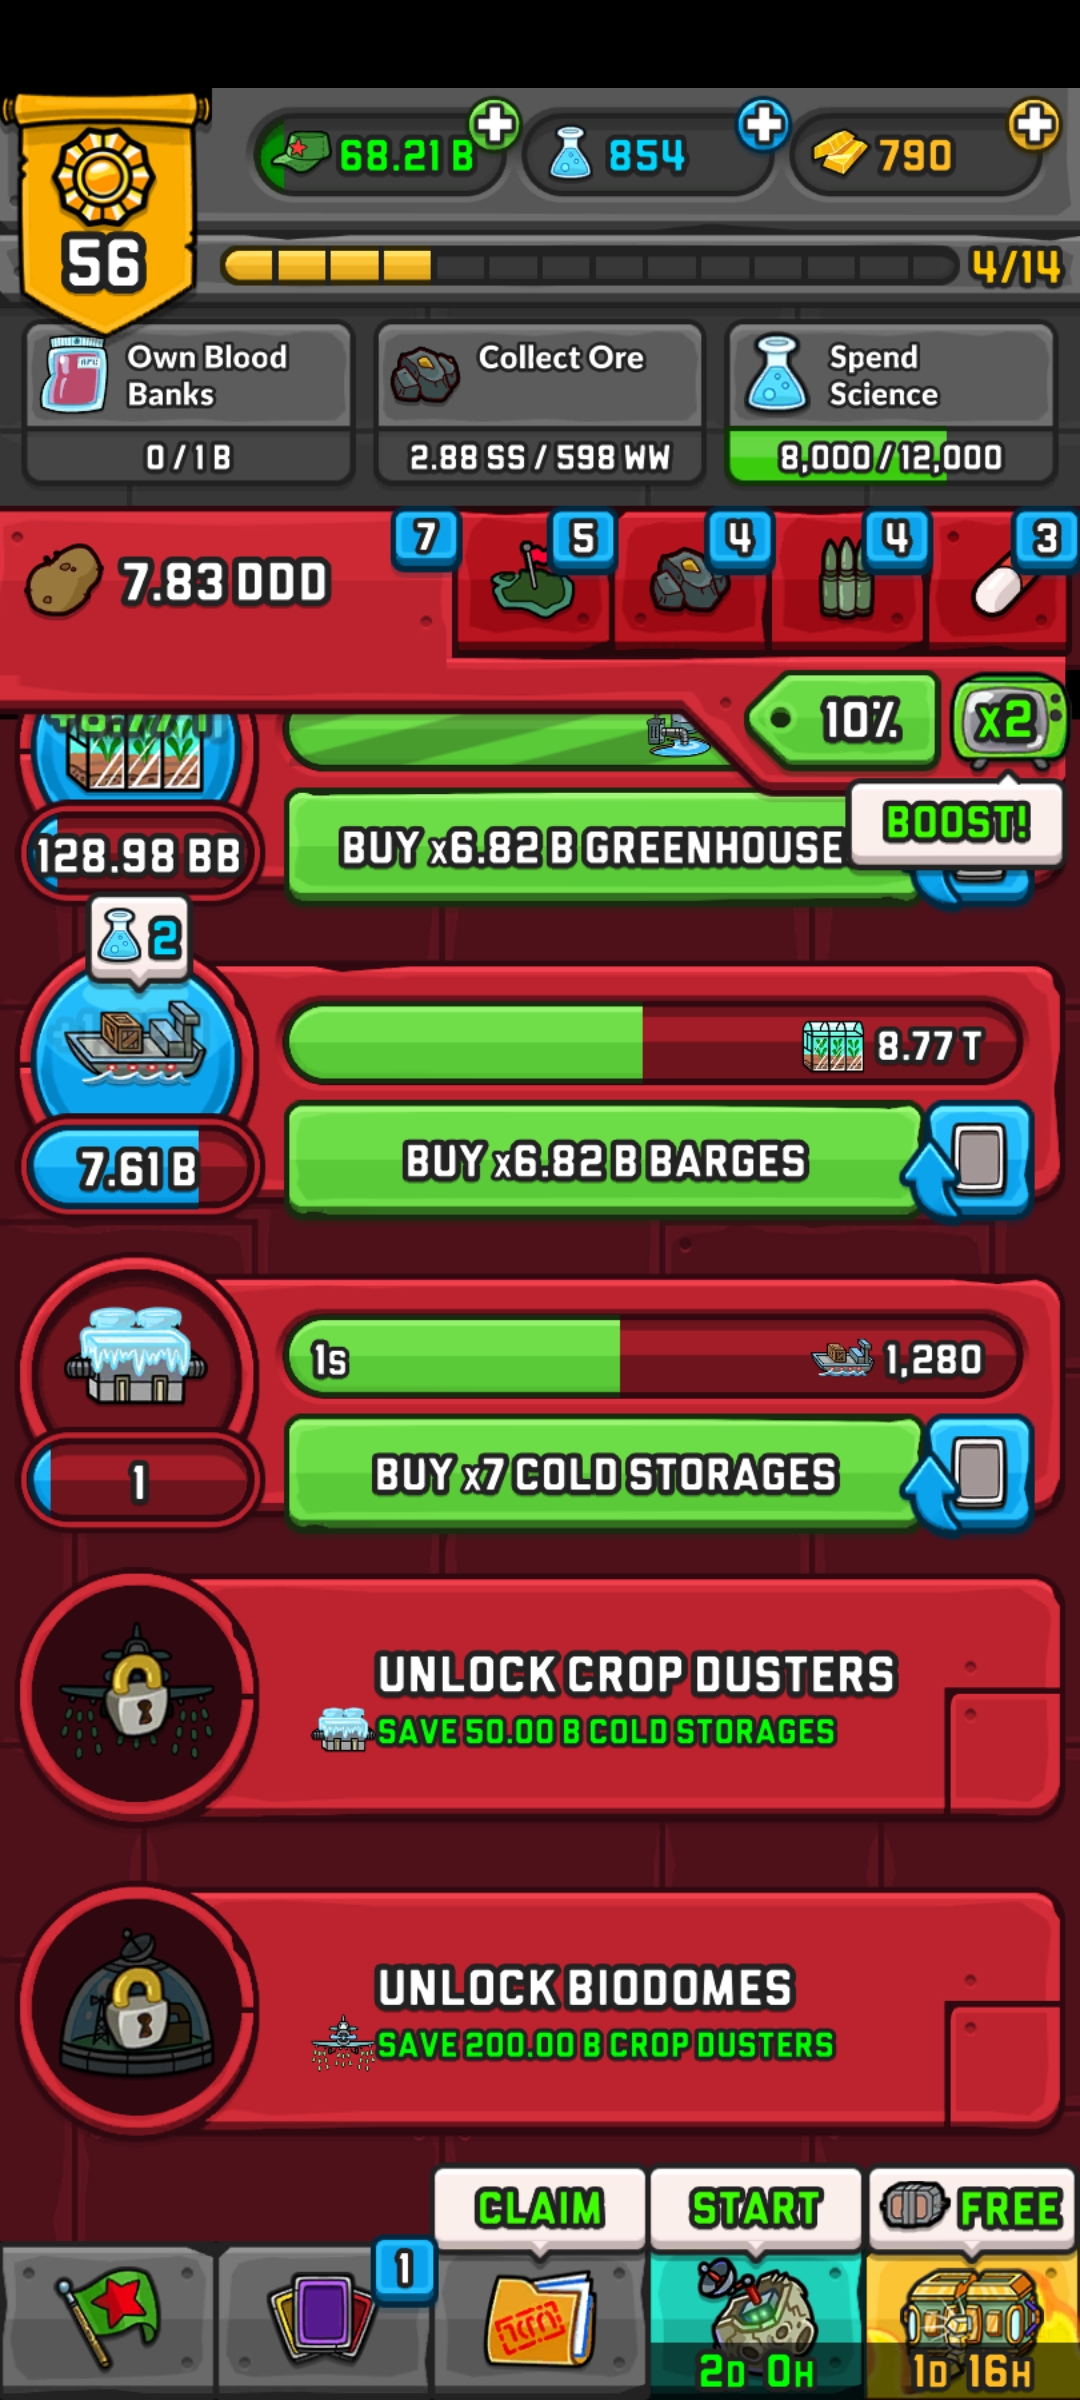 68.21 B
854
790
56
4/14
Own Blood
Banks
0 / 1 B
Collect Ore
2.88 SS / 598 WW
Spend
Science
8,000 / 12,000
7.83 DDD
7
5
4
4
3
10%
x2
BOOST!
128.98 BB
BUY x6.82 B GREENHOUSE
2
8.77 T
7.61 B
BUY x6.82 B BARGES
1s
1,280
1
BUY x7 COLD STORAGES
UNLOCK CROP DUSTERS
SAVE 50.00 B COLD STORAGES
UNLOCK BIODOMES
SAVE 200.00 B CROP DUSTERS
CLAIM
START
FREE
1
2D 0H
1D 16H